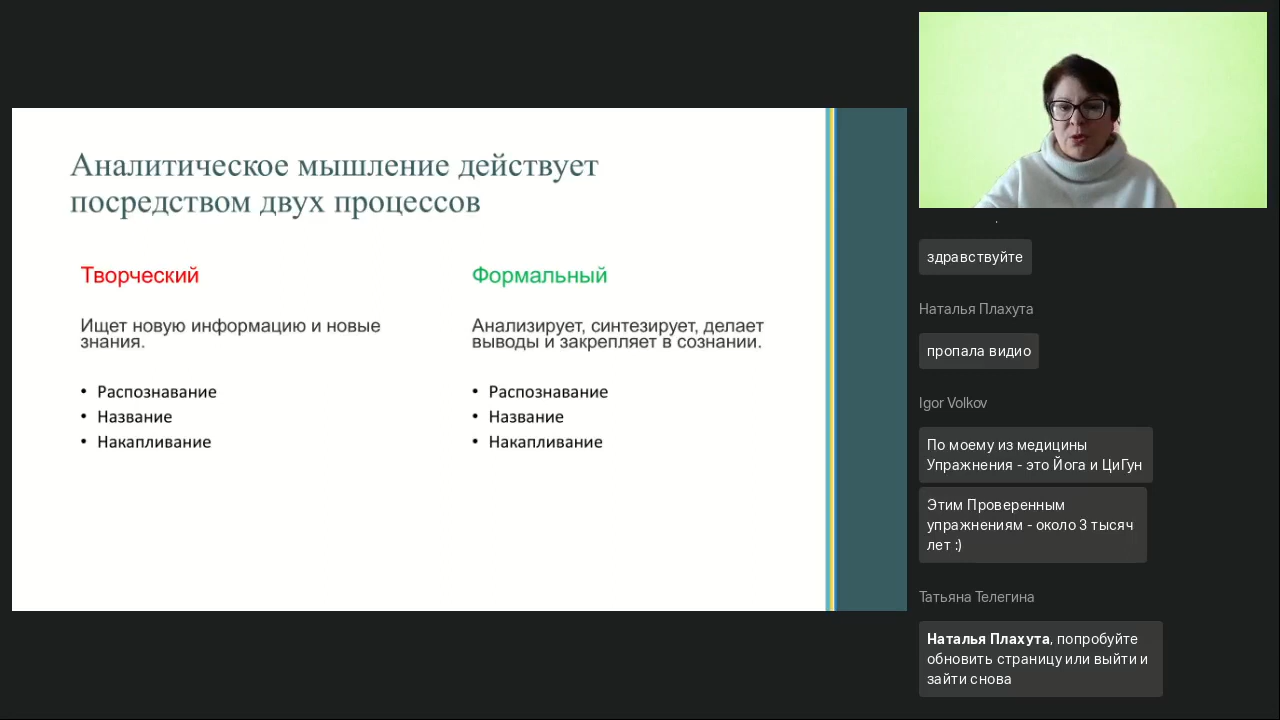 Аналитическое мышление действует
посредством двух процессов
Творческий
Ищет новую информацию и новые
знания.
• Распознавание
• Название
• Накапливание
Формальный
Анализирует, синтезирует, делает
выводы и закрепляет в сознании.
• Распознавание
• Название
• Накапливание
здравствуйте
Наталья Плахута
пропала видио
Igor Volkov
По моему из медицины
Упражнения - это Йога и ЦиГун
Этим Проверенным
упражнениям - около 3 тысяч
лет :)
Татьяна Телегина
Наталья Плахута, попробуйте
обновить страницу или выйти и
зайти снова